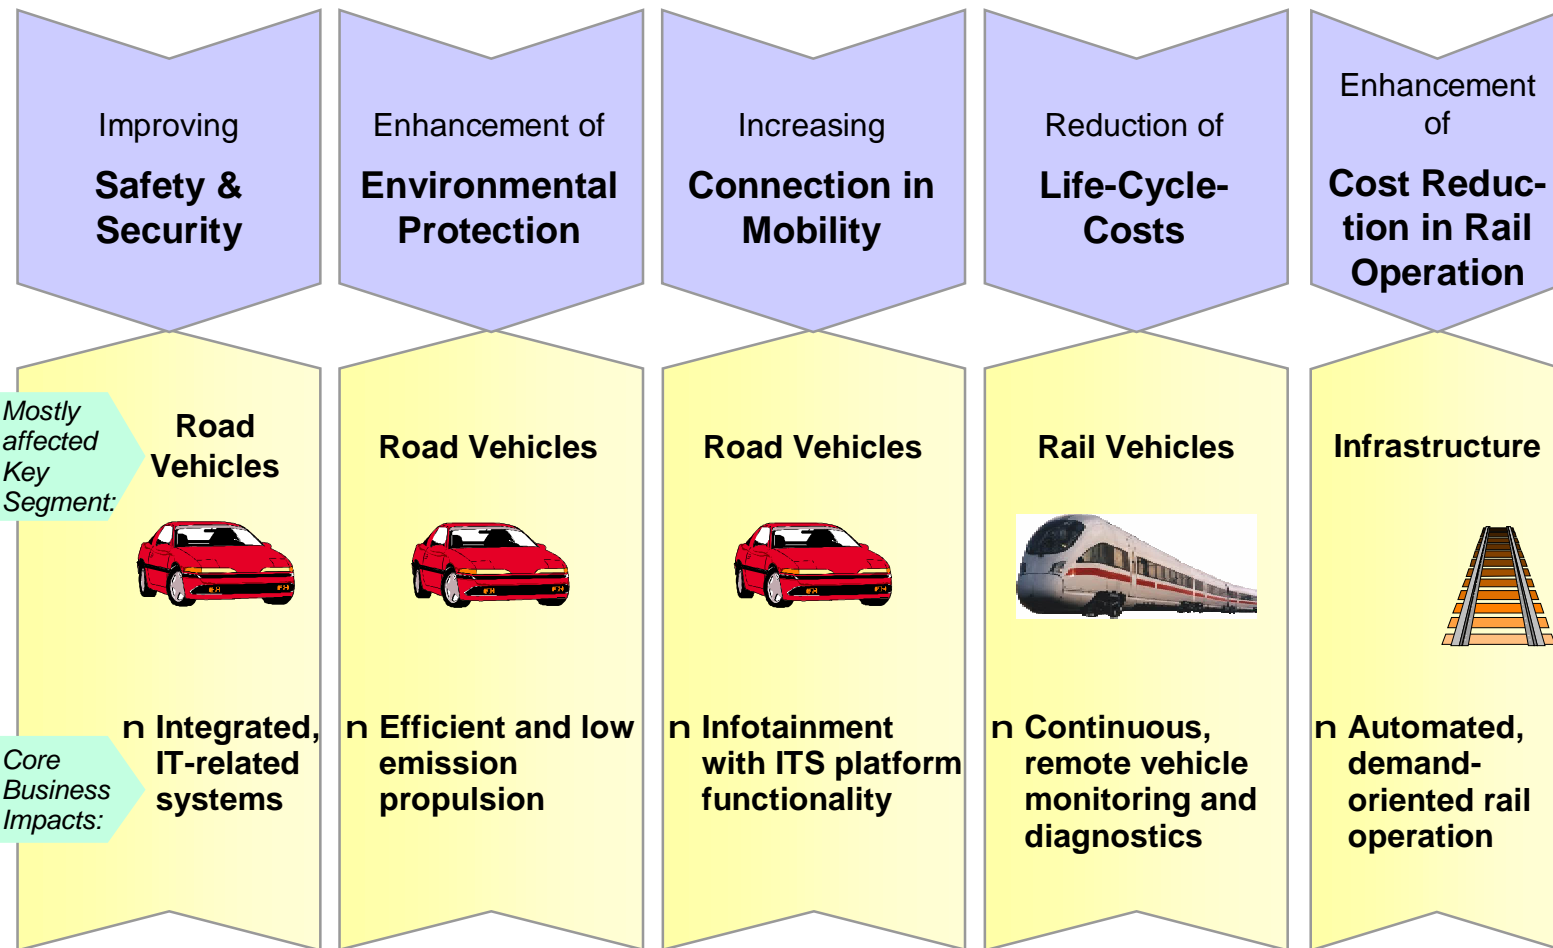 Improving
Safety &
Security
Enhancement of
Environmental
Protection
Increasing
Connection in
Mobility
Reduction of
Life-Cycle-
Costs
Enhancement
of
Cost Reduc-
tion in Rail
Operation
Mostly
affected
Key
Segment:
Road
Vehicles
Road Vehicles
Road Vehicles
Rail Vehicles
Infrastructure
Core
Business
Impacts:
n Integrated,
IT-related
systems
n Efficient and low
emission
propulsion
n Infotainment
with ITS platform
functionality
n Continuous,
remote vehicle
monitoring and
diagnostics
n Automated,
demand-
oriented rail
operation